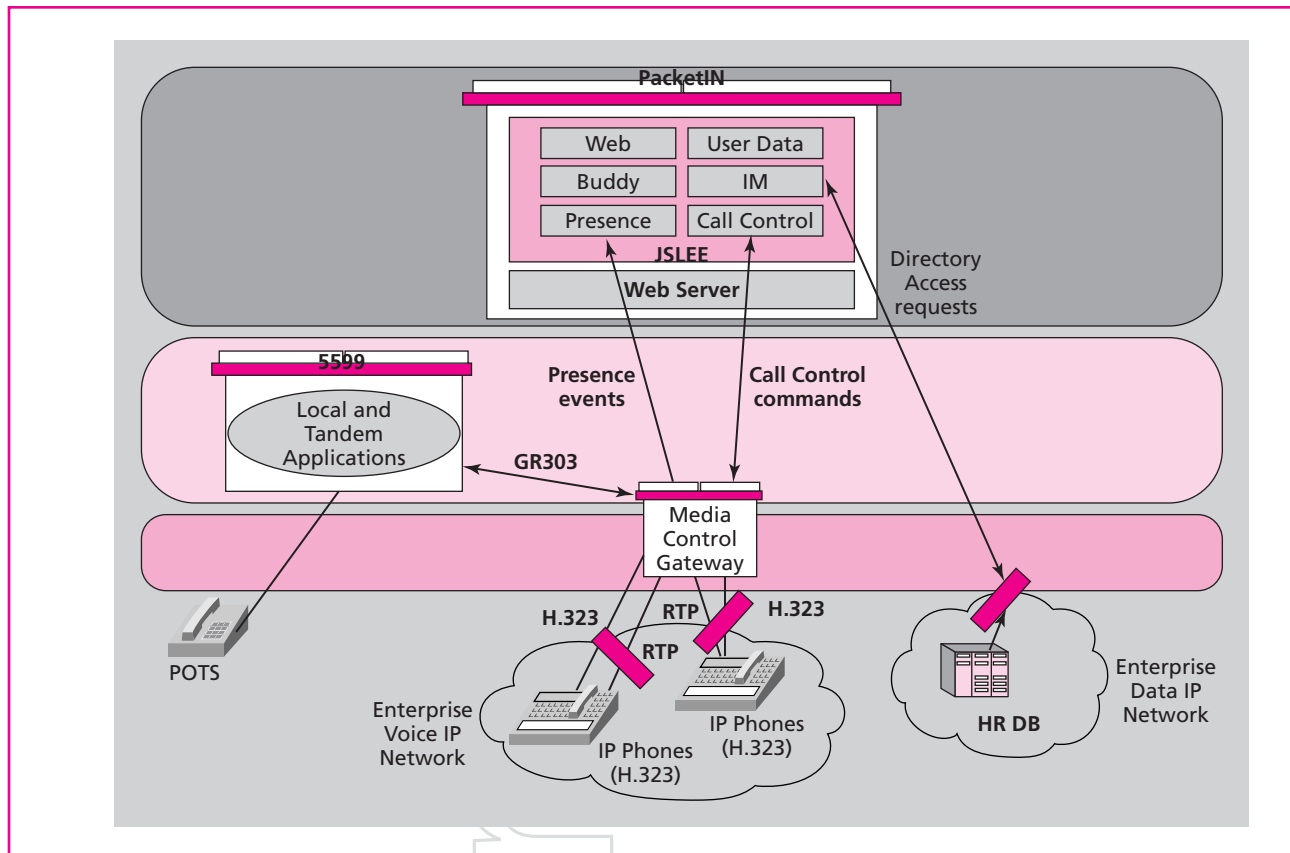 PacketIN
Web
User Data
Buddy
IM
Presence
Call Control
JSLEE
Web Server
Directory
Access
requests
5599
Local and
Tandem
Applications
Presence
events
Call Control
commands
GR303
Media
Control
Gateway
POTS
H.323
RTP
RTP
H.323
Enterprise
Voice IP
Network
IP Phones
(H.323)
IP Phones
(H.323)
HR DB
Enterprise
Data IP
Network